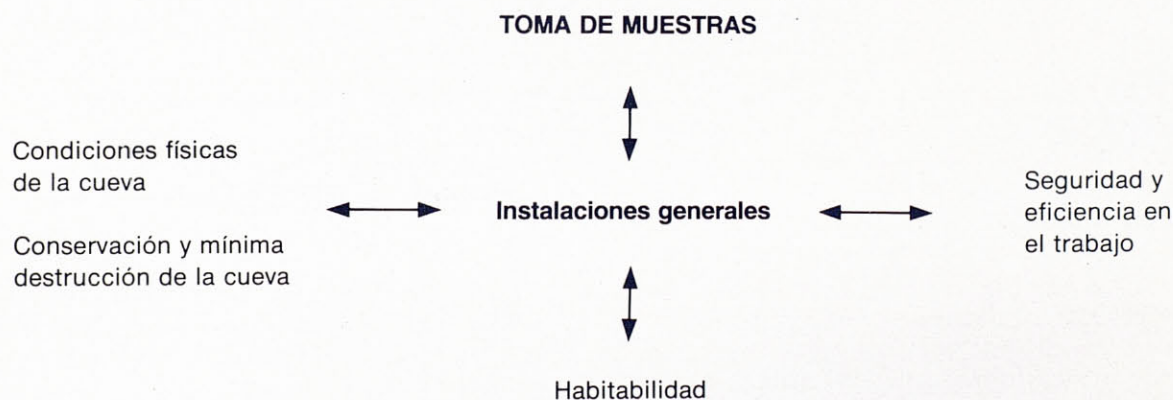 TOMA DE MUESTRAS
Condiciones físicas
de la cueva
Conservación y mínima
destrucción de la cueva
Instalaciones generales
Seguridad y
eficiencia en
el trabajo
Habitabilidad